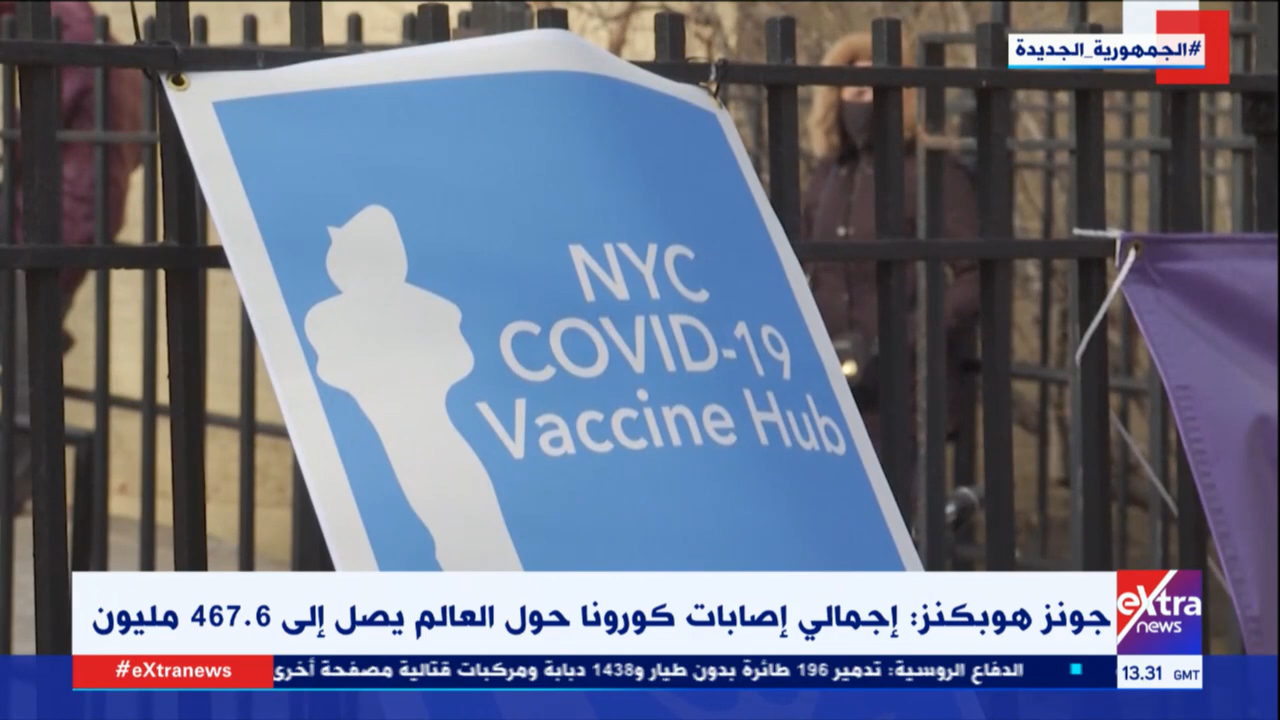 #الجمهورية_الجديدة
NYC
COVID-19
Vaccine Hub
جونز هوبكنز: إجمالي إصابات كورونا حول العالم يصل إلى 467.6 مليون
eXtra
news
#eXtranews
الدفاع الروسية: تدمير 196 طائرة بدون طيار و1438 دبابة ومركبات قتالية مصفحة أخرى
13.31 GMT